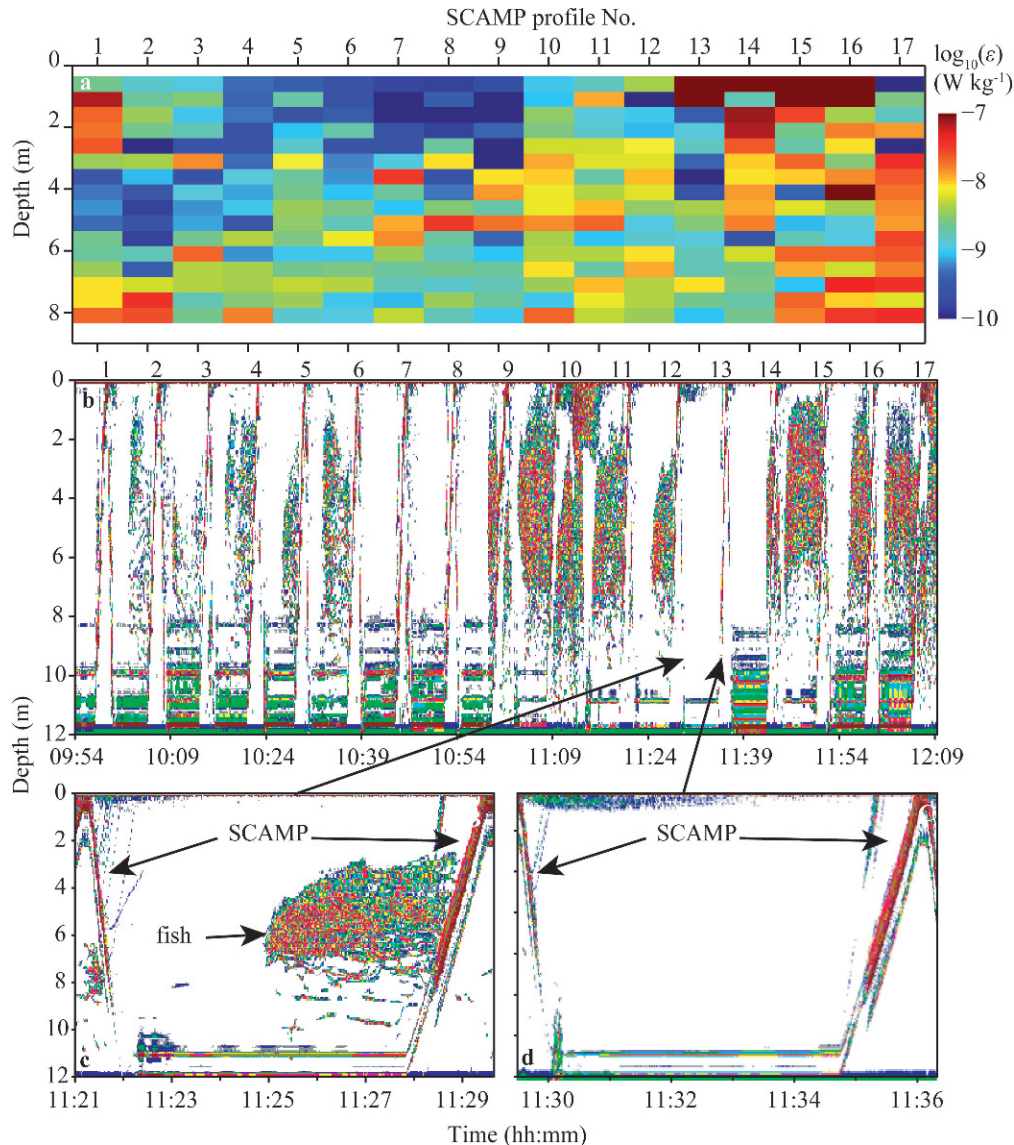 SCAMP profile No.
1 2 3 4 5 6 7 8 9 10 11 12 13 14 15 16 17
log₁₀(ε)
(W kg⁻¹)
a
0
2
4
6
8
Depth (m)
−7
−8
−9
−10
1 2 3 4 5 6 7 8 9 10 11 12 13 14 15 16 17
b
0
2
4
6
8
10
12
09:54 10:09 10:24 10:39 10:54 11:09 11:24 11:39 11:54 12:09
Depth (m)
0
2
4
6
8
10
12
SCAMP
fish
c
11:21 11:23 11:25 11:27 11:29
SCAMP
d
11:30 11:32 11:34 11:36
Time (hh:mm)